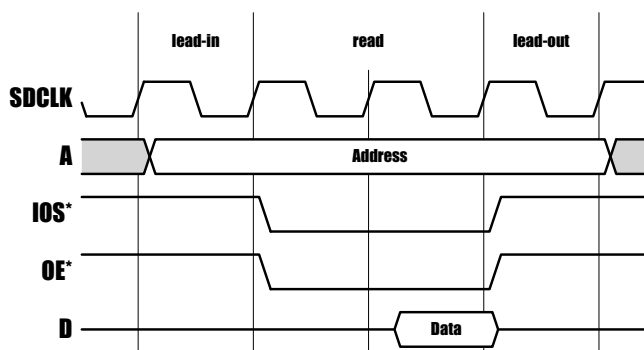 lead-in read lead-out
SDCLK
A Address
IOS*
OE*
D Data